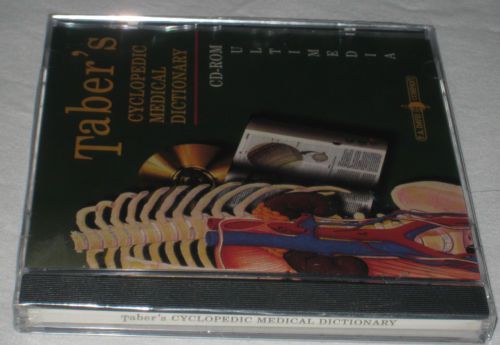 Taber's
CYCLOPEDIC
MEDICAL
DICTIONARY
CD-ROM
U L T I M E D I A
Taber's CYCLOPEDIC MEDICAL DICTIONARY